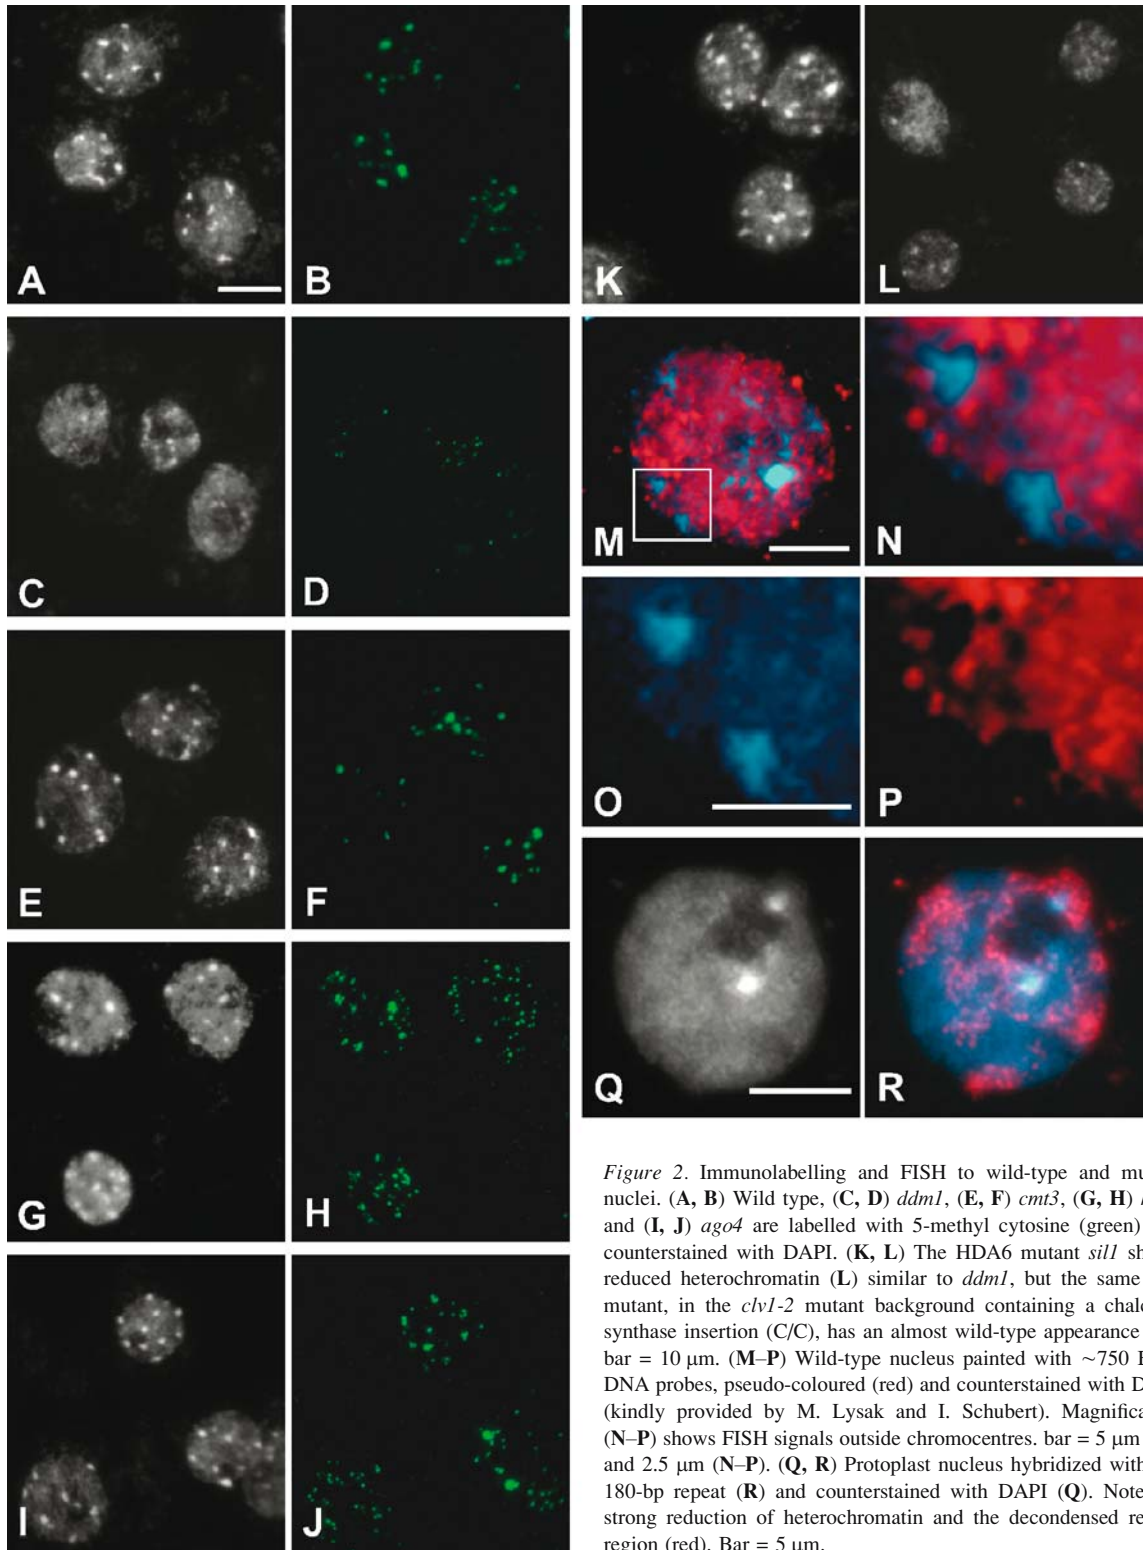 A
B
K
L
C
D
M
N
E
F
O
P
G
H
Q
R
I
J
Figure 2. Immunolabelling and FISH to wild-type and mu
nuclei. (A, B) Wild type, (C, D) ddm1, (E, F) cmt3, (G, H)
and (I, J) ago4 are labelled with 5-methyl cytosine (green)
counterstained with DAPI. (K, L) The HDA6 mutant sil1 sh
reduced heterochromatin (L) similar to ddm1, but the same
mutant, in the clv1-2 mutant background containing a chal
synthase insertion (C/C), has an almost wild-type appearance
bar = 10 μm. (M–P) Wild-type nucleus painted with ~750
DNA probes, pseudo-coloured (red) and counterstained with D
(kindly provided by M. Lysak and I. Schubert). Magnifica
(N–P) shows FISH signals outside chromocentres. bar = 5 μm
and 2.5 μm (N–P). (Q, R) Protoplast nucleus hybridized with
180-bp repeat (R) and counterstained with DAPI (Q). Note
strong reduction of heterochromatin and the decondensed re
region (red). Bar = 5 μm.